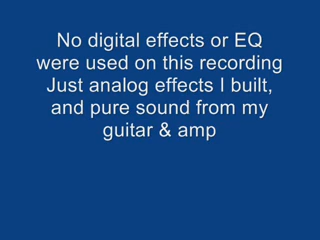 No digital effects or EQ
were used on this recording
Just analog effects I built,
and pure sound from my
guitar & amp